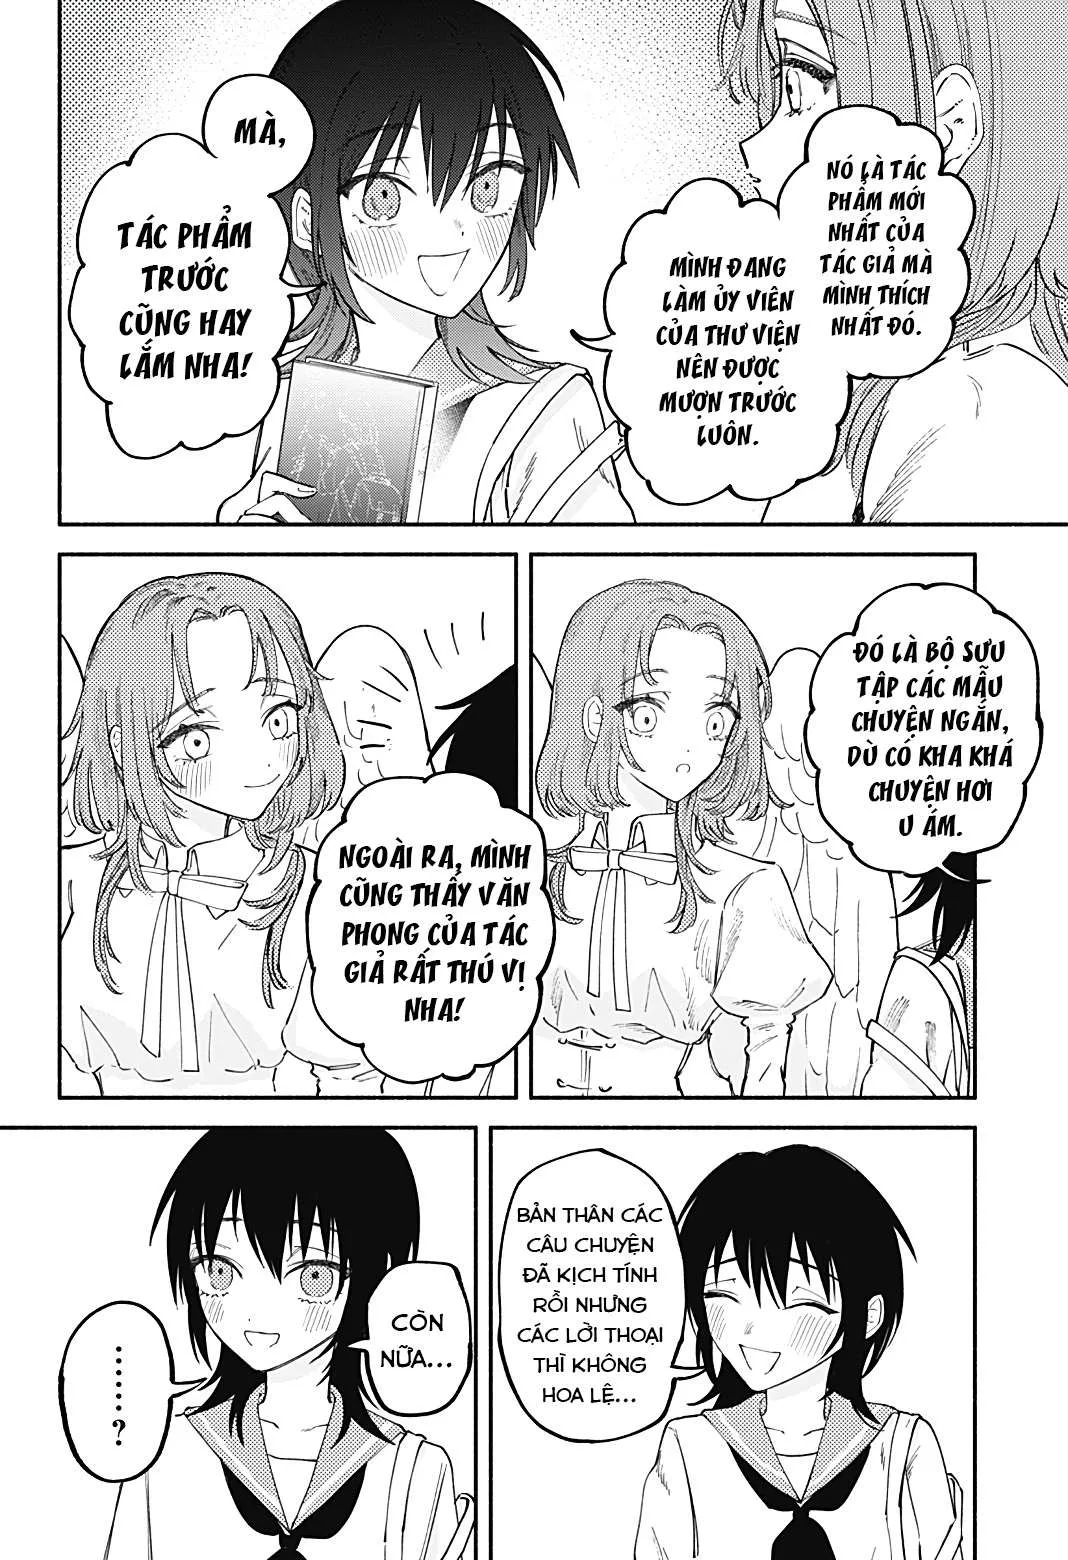 NÓ LÀ TÁC
PHẨM MỚI
NHẤT CỦA
TÁC GIẢ MÀ
MÌNH THÍCH
NHẤT ĐÓ.
MÌNH ĐANG
LÀM ỦY VIÊN
CỦA THƯ VIỆN
NÊN ĐƯỢC
MƯỢN TRƯỚC
LUÔN.
MÀ,
TÁC PHẨM
TRƯỚC
CŨNG HAY
LẮM NHA!
ĐÓ LÀ BỘ SƯU
TẬP CÁC MẪU
CHUYỆN NGẮN,
DÙ CÓ KHA KHÁ
CHUYỆN HƠI
U ÁM.
NGOÀI RA, MÌNH
CŨNG THẤY VĂN
PHONG CỦA TÁC
GIẢ RẤT THÚ VỊ
NHA!
BẢN THÂN CÁC
CÂU CHUYỆN
ĐÃ KỊCH TÍNH
RỒI NHƯNG
CÁC LỜI THOẠI
THÌ KHÔNG
HOA LỆ...
CÒN
NỮA...
......?